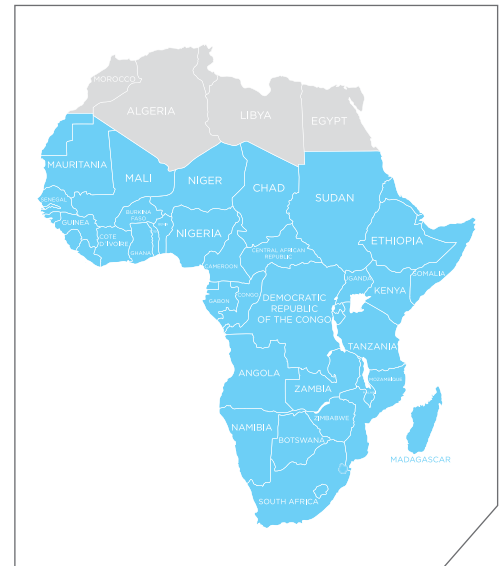 MOROCCO
ALGERIA
LIBYA
EGYPT
MAURITANIA
MALI
NIGER
CHAD
SUDAN
SENEGAL
BURKINA
FASO
GUINEA
COTE
D'IVOIRE
GHANA
NIGERIA
CENTRAL AFRICAN
REPUBLIC
ETHIOPIA
CAMEROON
SOMALIA
UGANDA
KENYA
GABON
CONGO
DEMOCRATIC
REPUBLIC
OF THE CONGO
TANZANIA
ANGOLA
ZAMBIA
MOZAMBIQUE
ZIMBABWE
NAMIBIA
BOTSWANA
MADAGASCAR
SOUTH AFRICA